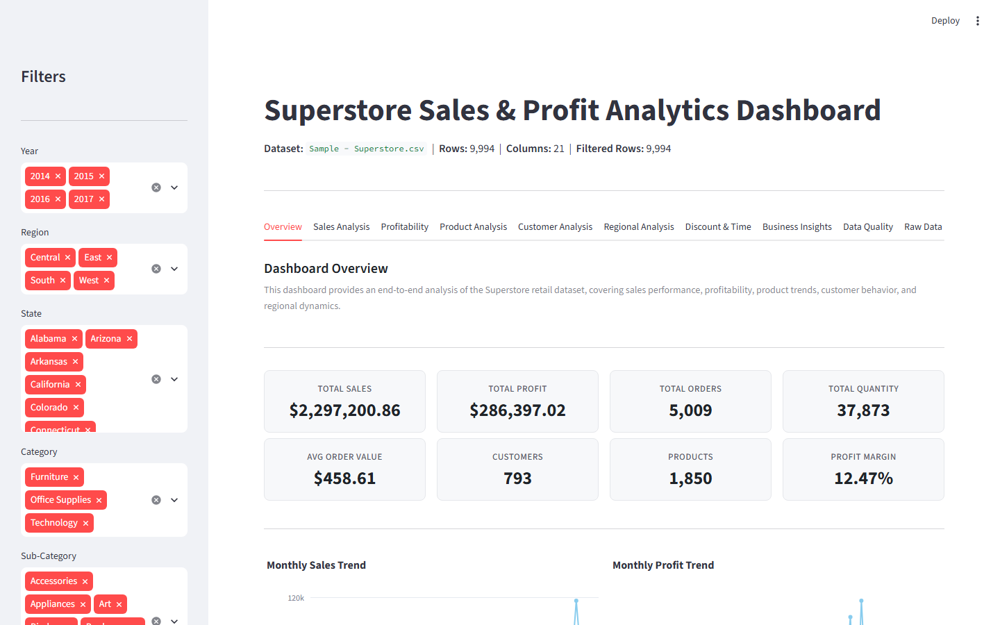 Deploy
Filters
Year
2014 2015
2016 2017
Region
Central East
South West
State
Alabama Arizona
Arkansas
California
Colorado
Connecticut
Category
Furniture
Office Supplies
Technology
Sub-Category
Accessories
Appliances Art
Superstore Sales & Profit Analytics Dashboard
Dataset: Sample - Superstore.csv | Rows: 9,994 | Columns: 21 | Filtered Rows: 9,994
Overview Sales Analysis Profitability Product Analysis Customer Analysis Regional Analysis Discount & Time Business Insights Data Quality Raw Data
Dashboard Overview
This dashboard provides an end-to-end analysis of the Superstore retail dataset, covering sales performance, profitability, product trends, customer behavior, and
regional dynamics.
TOTAL SALES
$2,297,200.86
TOTAL PROFIT
$286,397.02
TOTAL ORDERS
5,009
TOTAL QUANTITY
37,873
AVG ORDER VALUE
$458.61
CUSTOMERS
793
PRODUCTS
1,850
PROFIT MARGIN
12.47%
Monthly Sales Trend
120k
Monthly Profit Trend